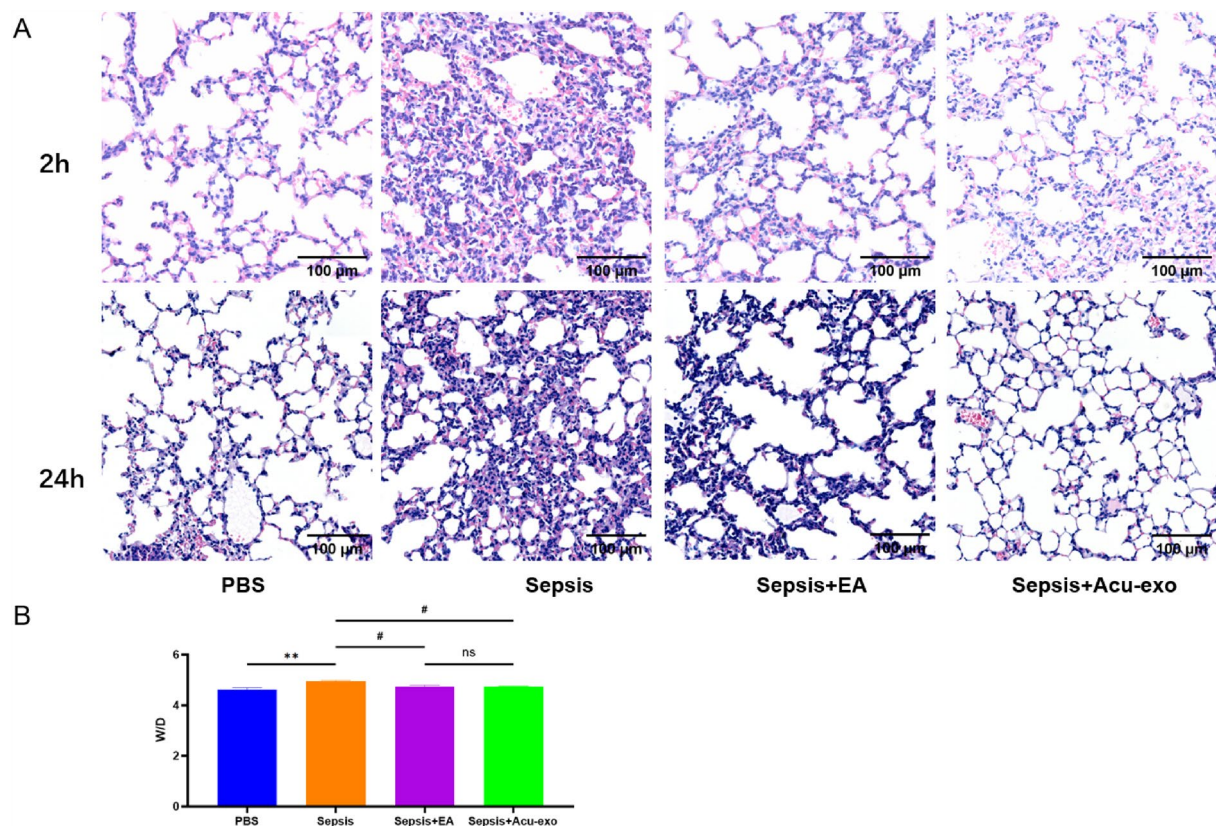 A
2h
100 µm
100 µm
100 µm
100 µm
24h
100 µm
100 µm
100 µm
100 µm
PBS
Sepsis
Sepsis+EA
Sepsis+Acu-exo
B
#
#
**
ns
6
4
2
0
W/D
PBS
Sepsis
Sepsis+EA
Sepsis+Acu-exo